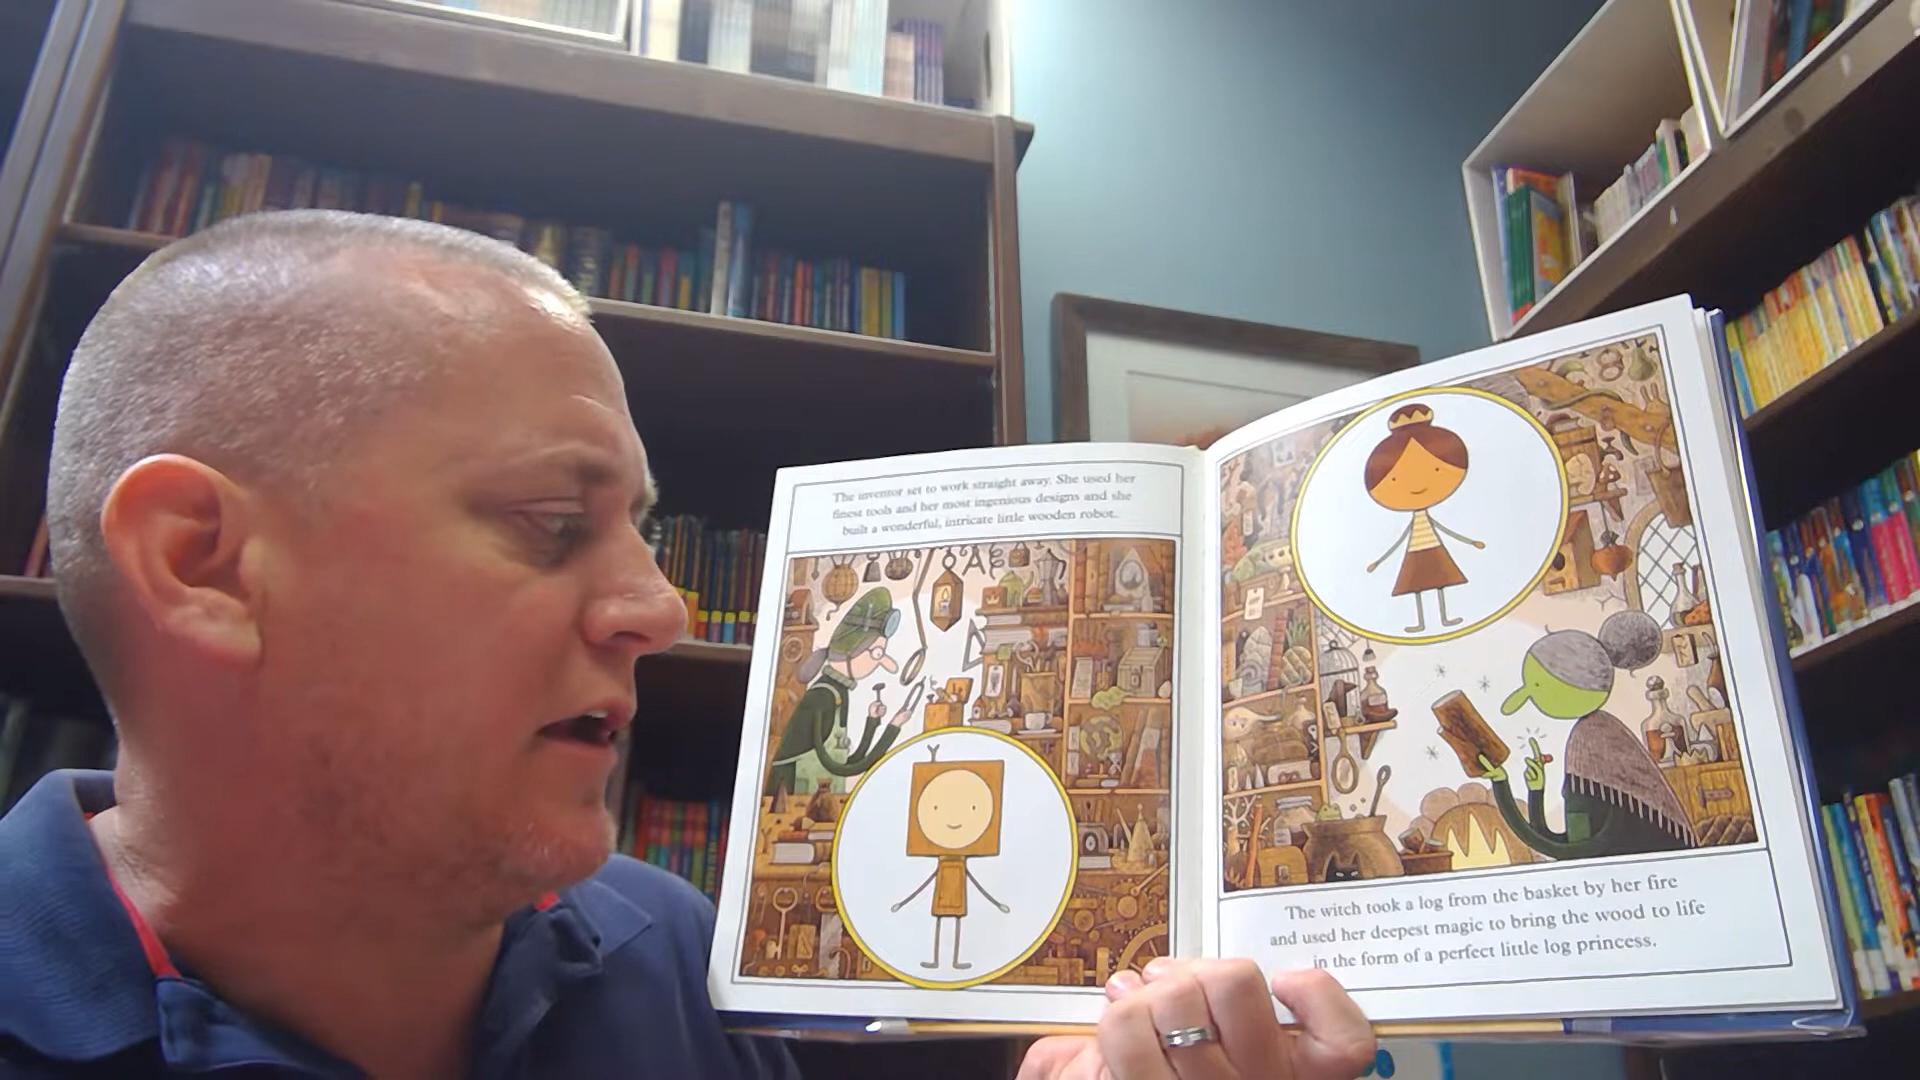 The inventor set to work straight away. She used her
finest tools and her most ingenious designs and she
built a wonderful, intricate little wooden robot.
The witch took a log from the basket by her fire
and used her deepest magic to bring the wood to life
in the form of a perfect little log princess.